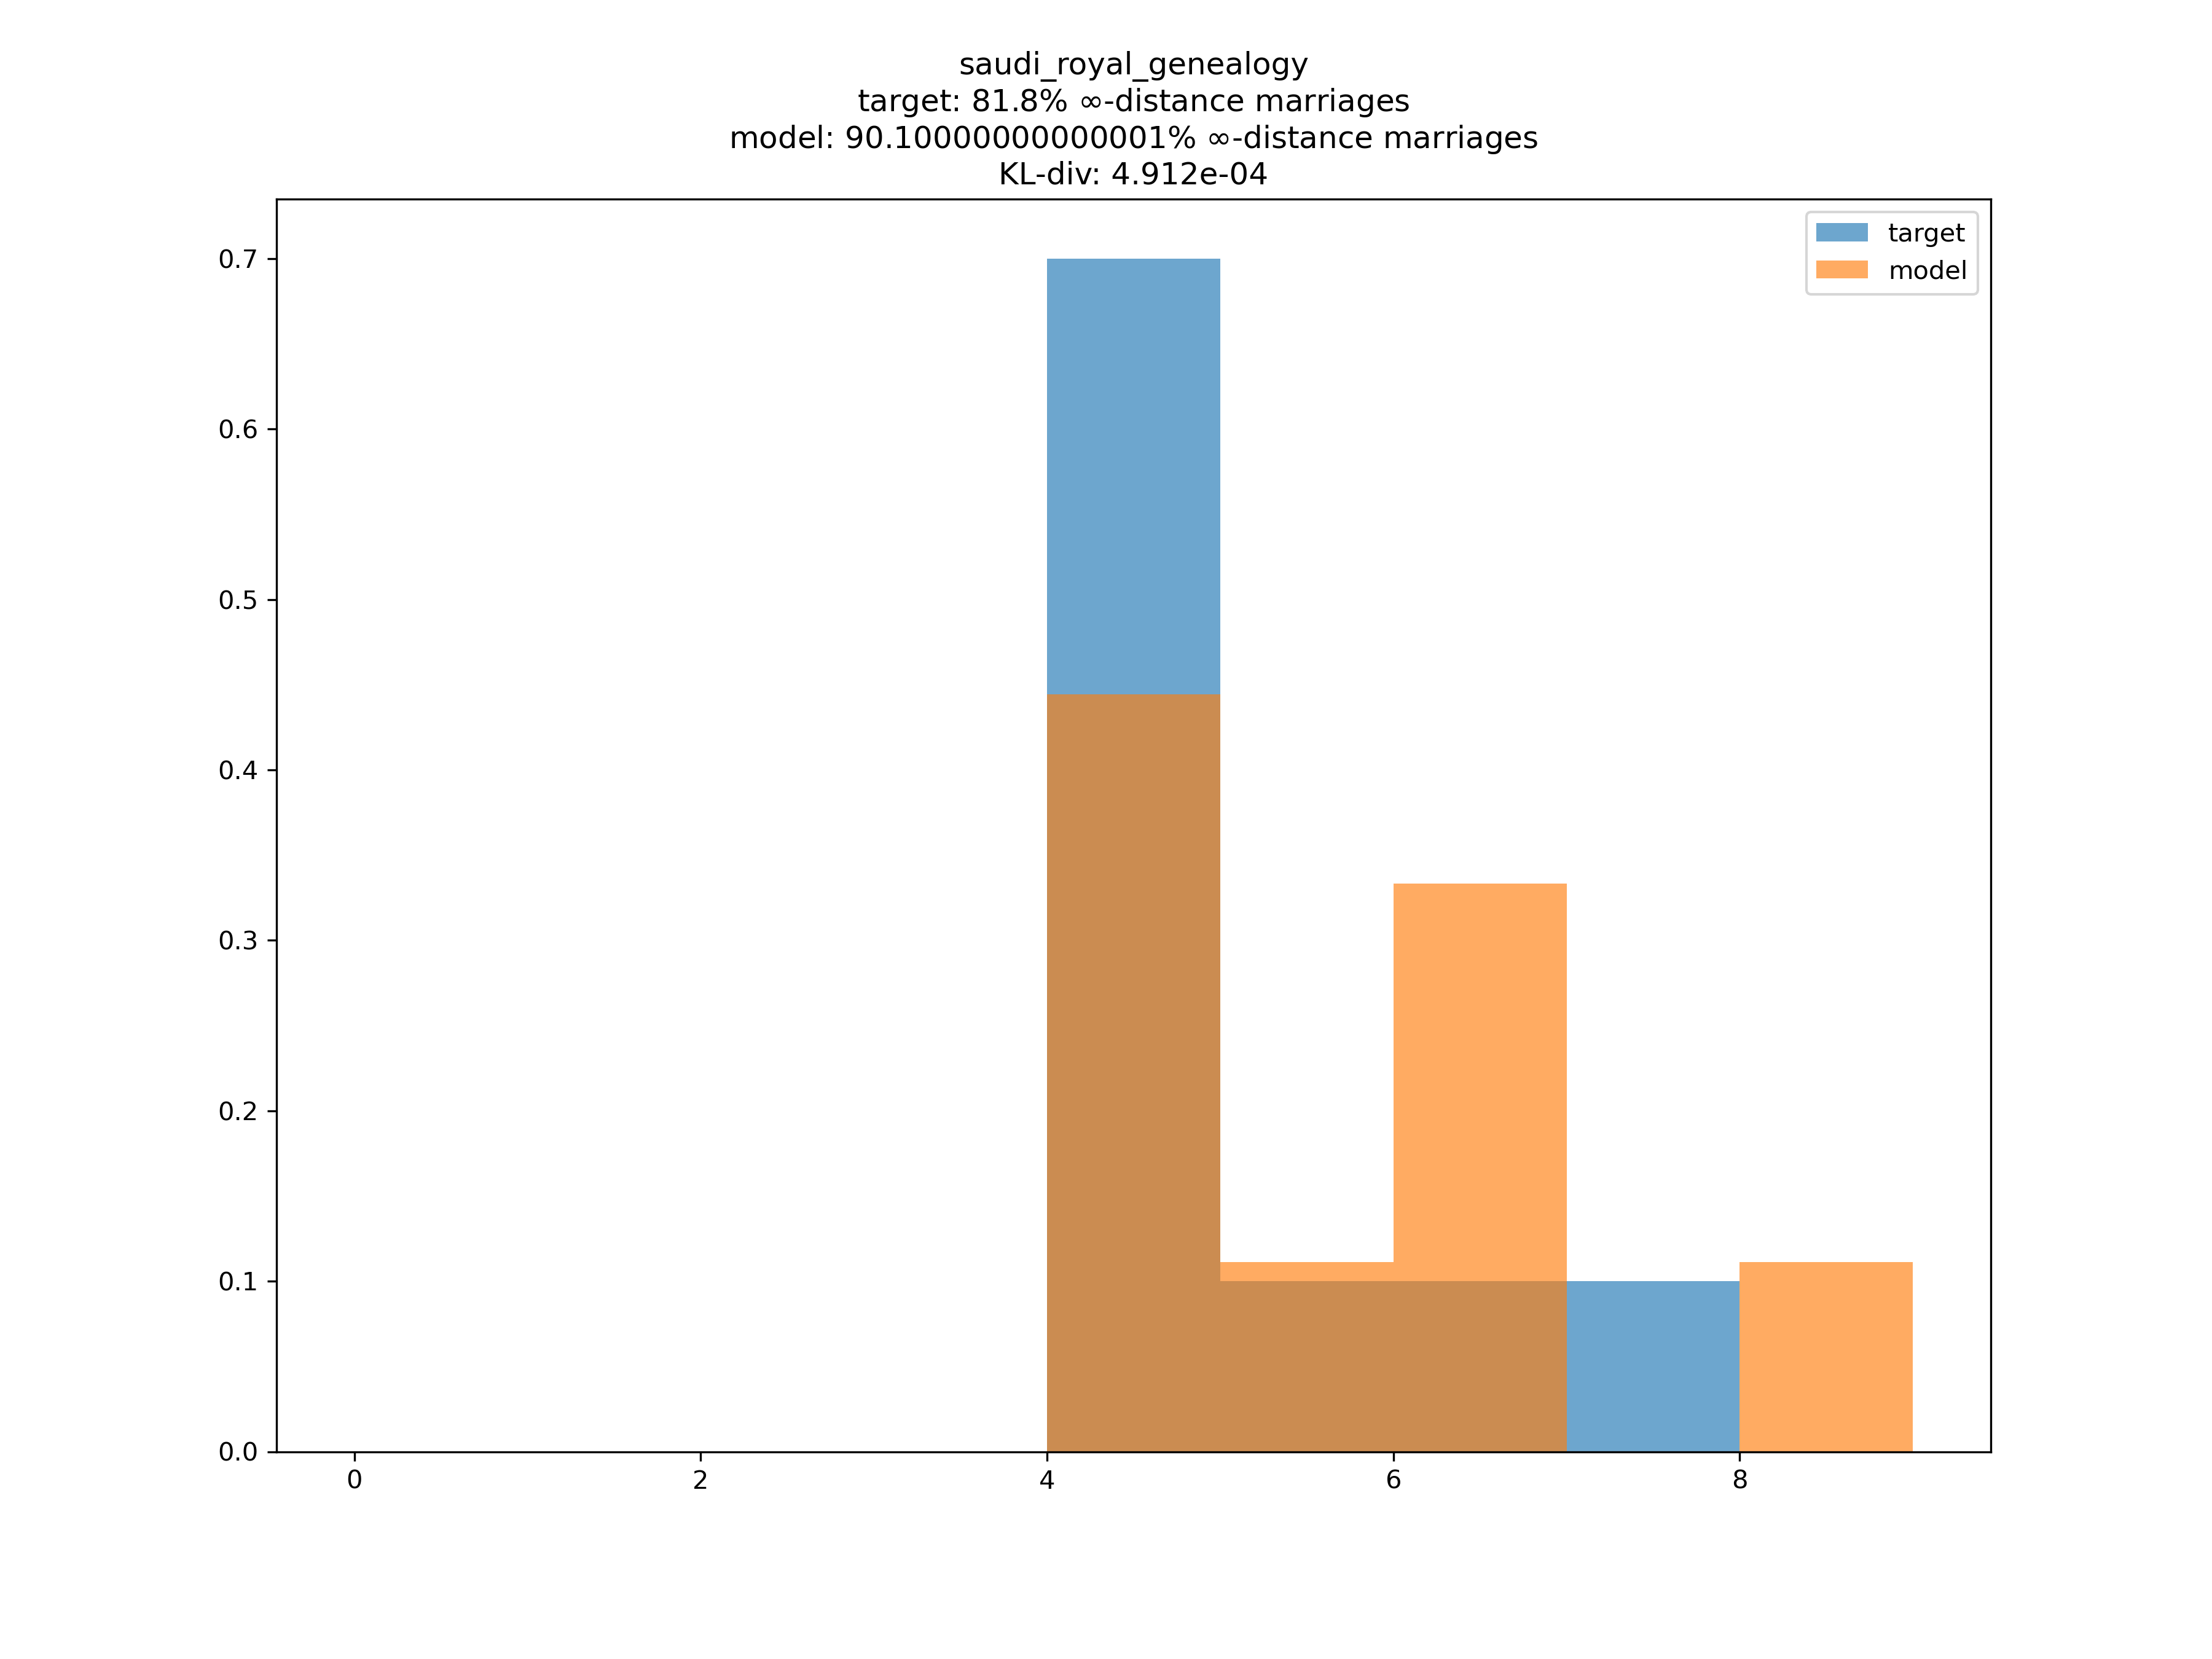 saudi_royal_genealogy
target: 81.8% ∞-distance marriages
model: 90.10000000000001% ∞-distance marriages
KL-div: 4.912e-04
target
model
0.7
0.6
0.5
0.4
0.3
0.2
0.1
0.0
0 2 4 6 8